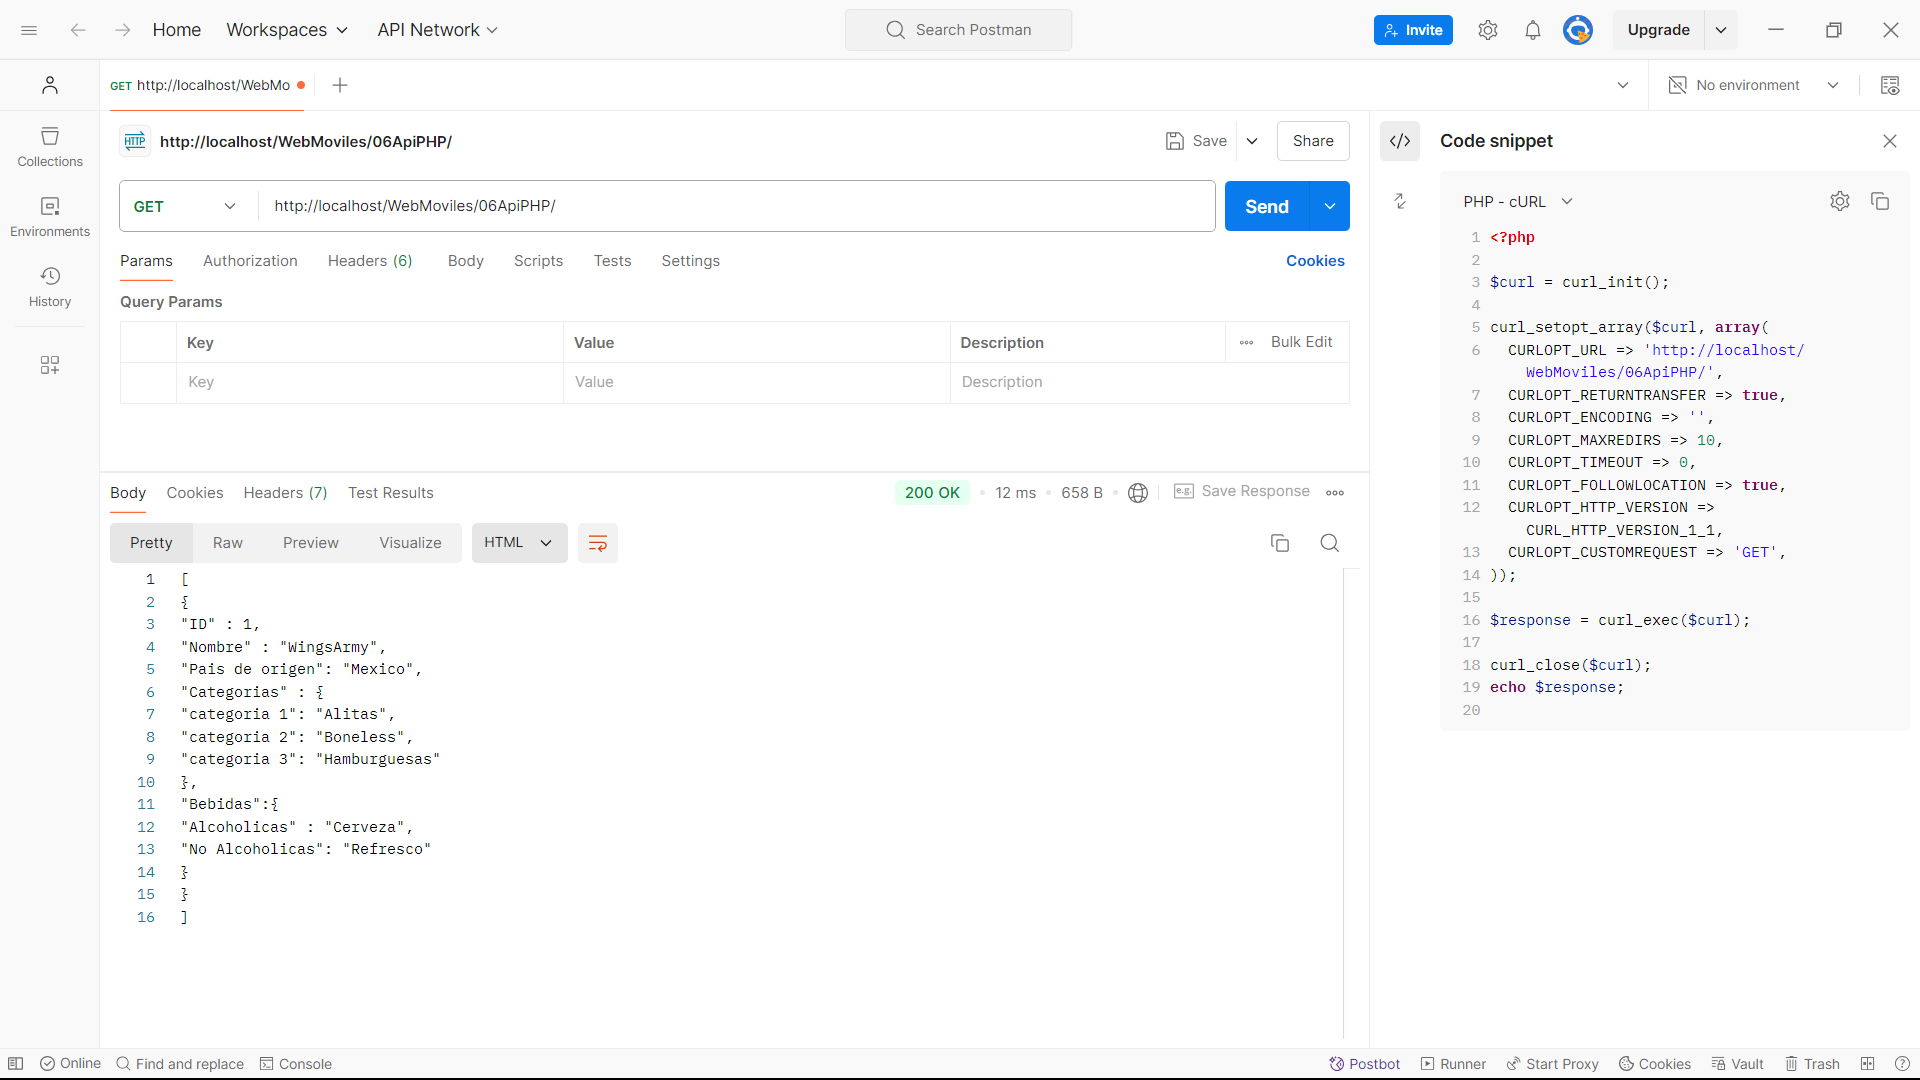 Home Workspaces API Network Search Postman Invite Upgrade
GET http://localhost/WebMo No environment
HTTP http://localhost/WebMoviles/06ApiPHP/ Save Share
Collections
Environments
History
GET http://localhost/WebMoviles/06ApiPHP/ Send
Params Authorization Headers (6) Body Scripts Tests Settings Cookies
Query Params
Key Value Description Bulk Edit
Key Value Description
Body Cookies Headers (7) Test Results 200 OK 12 ms 658 B e.g. Save Response
Pretty Raw Preview Visualize HTML
1 [
2 {
3 "ID" : 1,
4 "Nombre" : "WingsArmy",
5 "Pais de origen": "Mexico",
6 "Categorias" : {
7 "categoria 1": "Alitas",
8 "categoria 2": "Boneless",
9 "categoria 3": "Hamburguesas"
10 },
11 "Bebidas":{
12 "Alcoholicas" : "Cerveza",
13 "No Alcoholicas": "Refresco"
14 }
15 }
16 ]
</> Code snippet
PHP - cURL
1 <?php
2
3 $curl = curl_init();
4
5 curl_setopt_array($curl, array(
6 CURLOPT_URL => 'http://localhost/
WebMoviles/06ApiPHP/',
7 CURLOPT_RETURNTRANSFER => true,
8 CURLOPT_ENCODING => '',
9 CURLOPT_MAXREDIRS => 10,
10 CURLOPT_TIMEOUT => 0,
11 CURLOPT_FOLLOWLOCATION => true,
12 CURLOPT_HTTP_VERSION =>
CURL_HTTP_VERSION_1_1,
13 CURLOPT_CUSTOMREQUEST => 'GET',
14 ));
15
16 $response = curl_exec($curl);
17
18 curl_close($curl);
19 echo $response;
20
Online Find and replace Console Postbot Runner Start Proxy Cookies Vault Trash